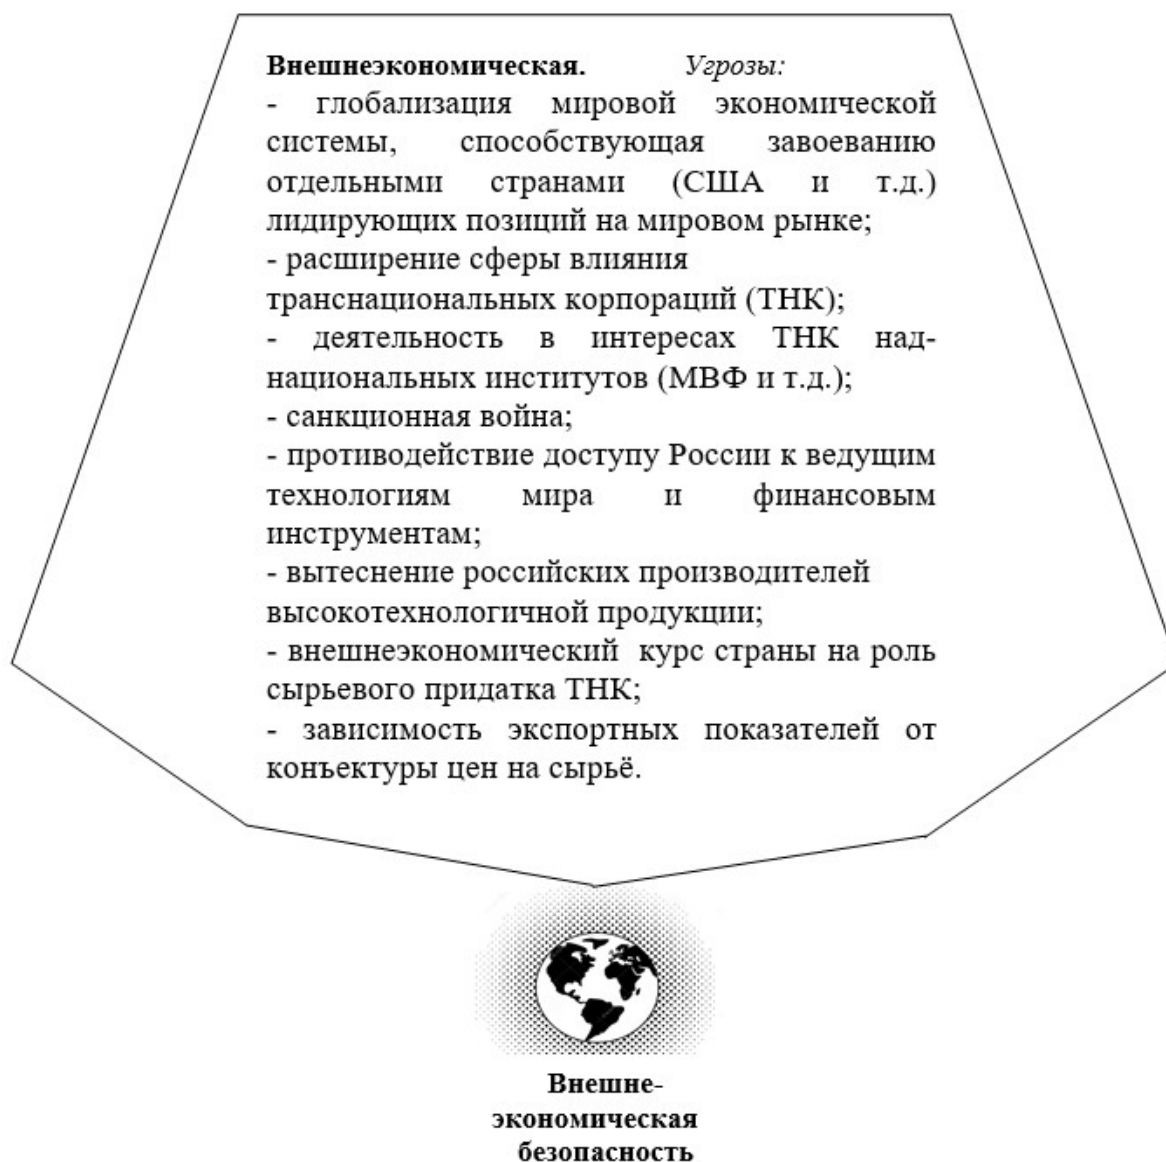 Внешнеэкономическая. Угрозы:
- глобализация мировой экономической
системы, способствующая завоеванию
отдельными странами (США и т.д.)
лидирующих позиций на мировом рынке;
- расширение сферы влияния
транснациональных корпораций (ТНК);
- деятельность в интересах ТНК над-
национальных институтов (МВФ и т.д.);
- санкционная война;
- противодействие доступу России к ведущим
технологиям мира и финансовым
инструментам;
- вытеснение российских производителей
высокотехнологичной продукции;
- внешнеэкономический курс страны на роль
сырьевого придатка ТНК;
- зависимость экспортных показателей от
конъектуры цен на сырьё.
Внешне-
экономическая
безопасность